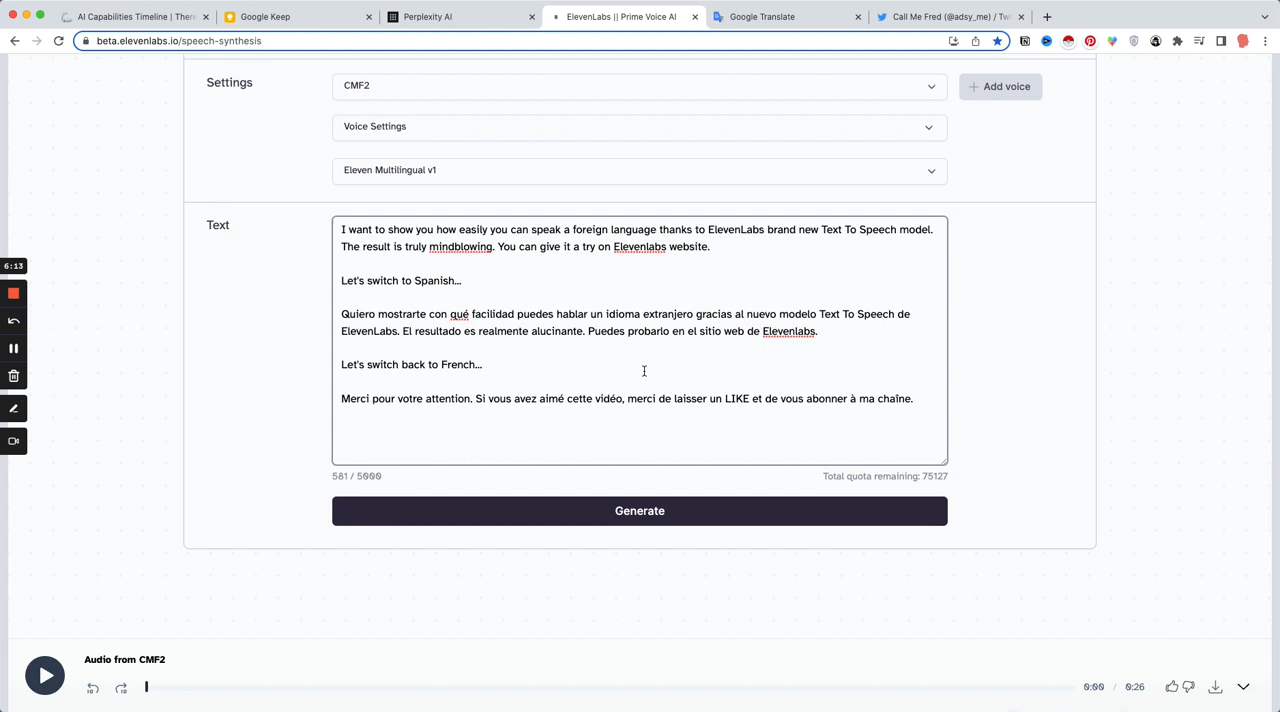 AI Capabilities Timeline | Ther
Google Keep
Perplexity AI
ElevenLabs || Prime Voice AI
Google Translate
Call Me Fred (@adsy_me) / Tw
beta.elevenlabs.io/speech-synthesis
Settings
CMF2
+ Add voice
Voice Settings
Eleven Multilingual v1
Text
I want to show you how easily you can speak a foreign language thanks to ElevenLabs brand new Text To Speech model.
The result is truly mindblowing. You can give it a try on Elevenlabs website.
6:13
Let's switch to Spanish...
Quiero mostrarte con qué facilidad puedes hablar un idioma extranjero gracias al nuevo modelo Text To Speech de
ElevenLabs. El resultado es realmente alucinante. Puedes probarlo en el sitio web de Elevenlabs.
Let's switch back to French...
Merci pour votre attention. Si vous avez aimé cette vidéo, merci de laisser un LIKE et de vous abonner à ma chaîne.
581 / 5000
Total quota remaining: 75127
Generate
Audio from CMF2
10
10
0:00 / 0:26